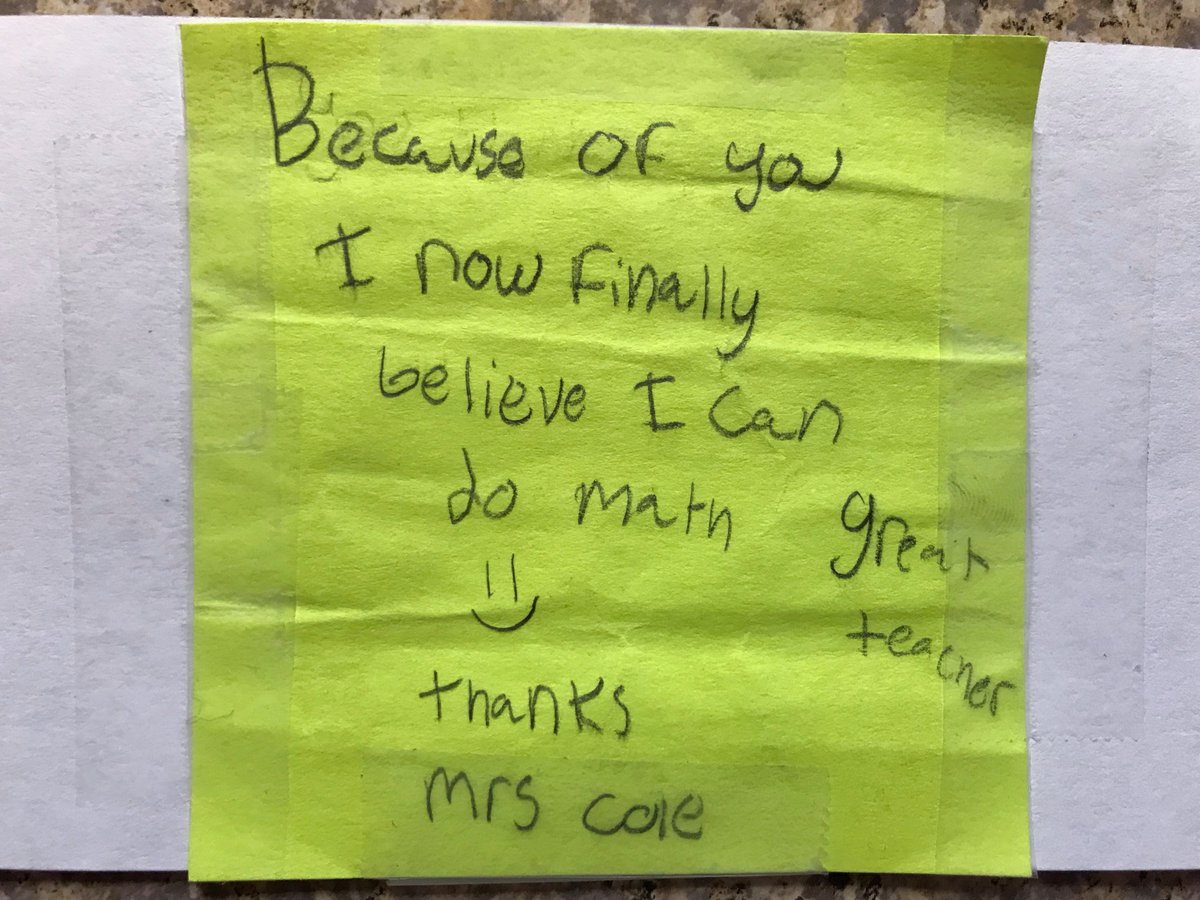 Because of you
I now finally
believe I can
do math
great
teacher
thanks
mrs cole